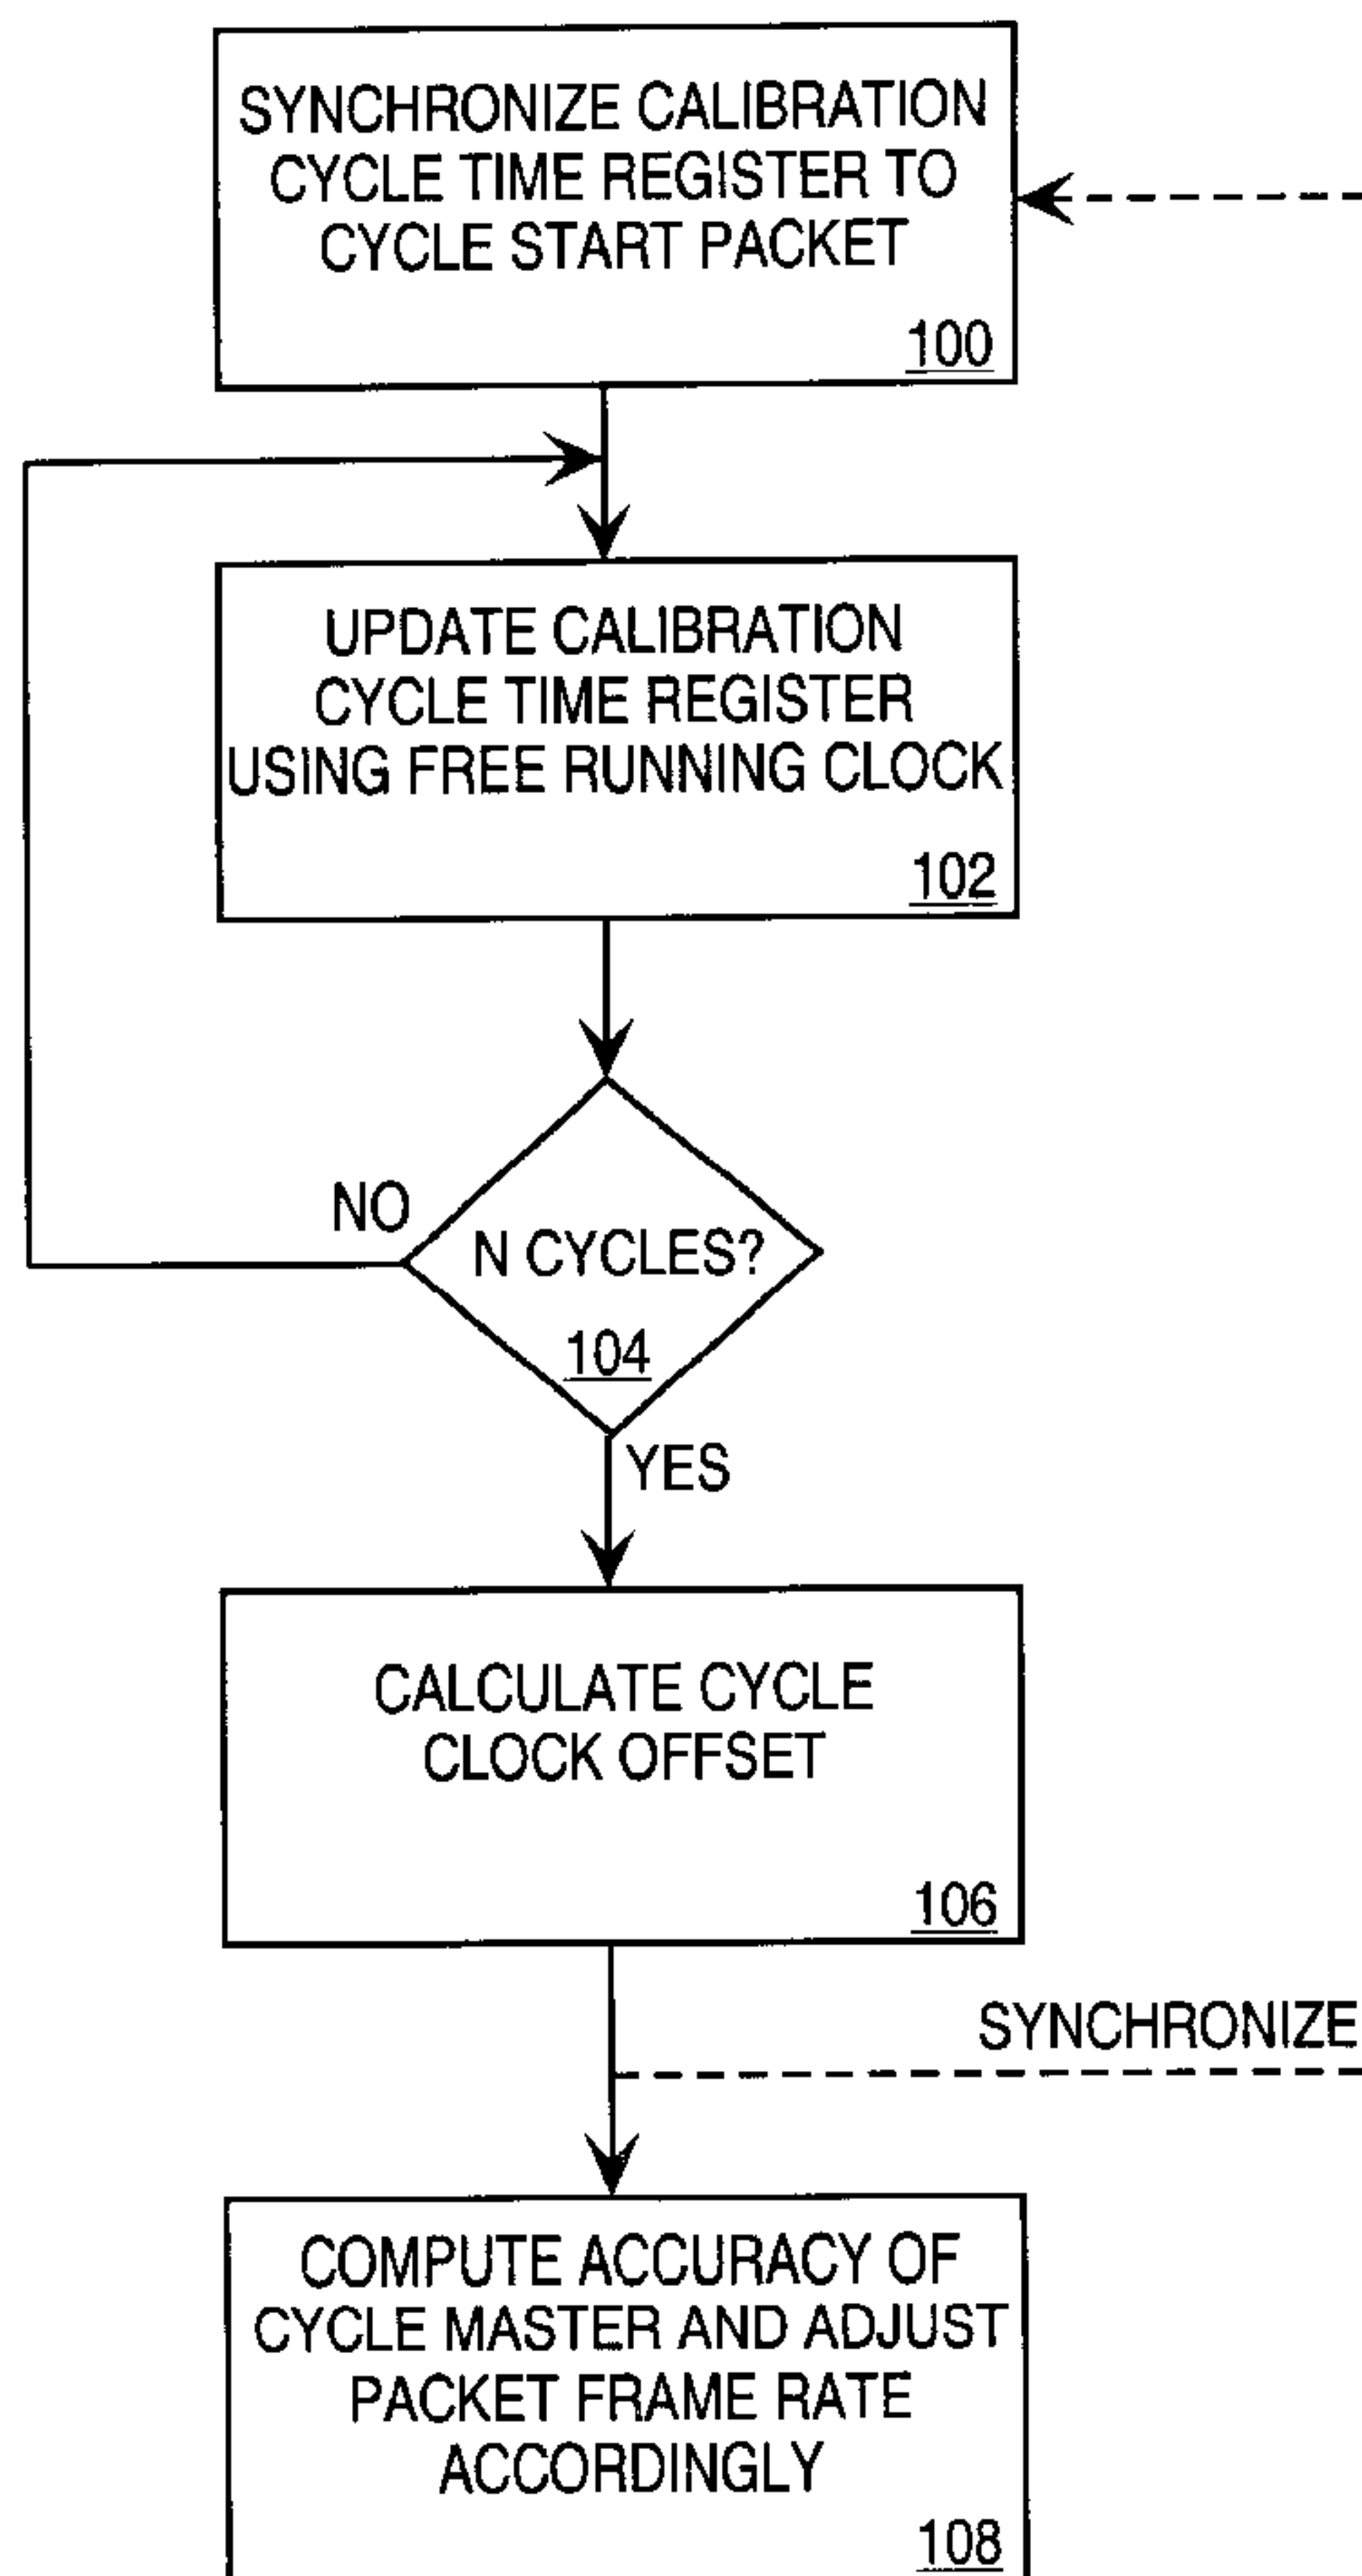 SYNCHRONIZE CALIBRATION
CYCLE TIME REGISTER TO
CYCLE START PACKET
100
UPDATE CALIBRATION
CYCLE TIME REGISTER
USING FREE RUNNING CLOCK
102
NO
N CYCLES?
104
YES
CALCULATE CYCLE
CLOCK OFFSET
106
SYNCHRONIZE
COMPUTE ACCURACY OF
CYCLE MASTER AND ADJUST
PACKET FRAME RATE
ACCORDINGLY
108